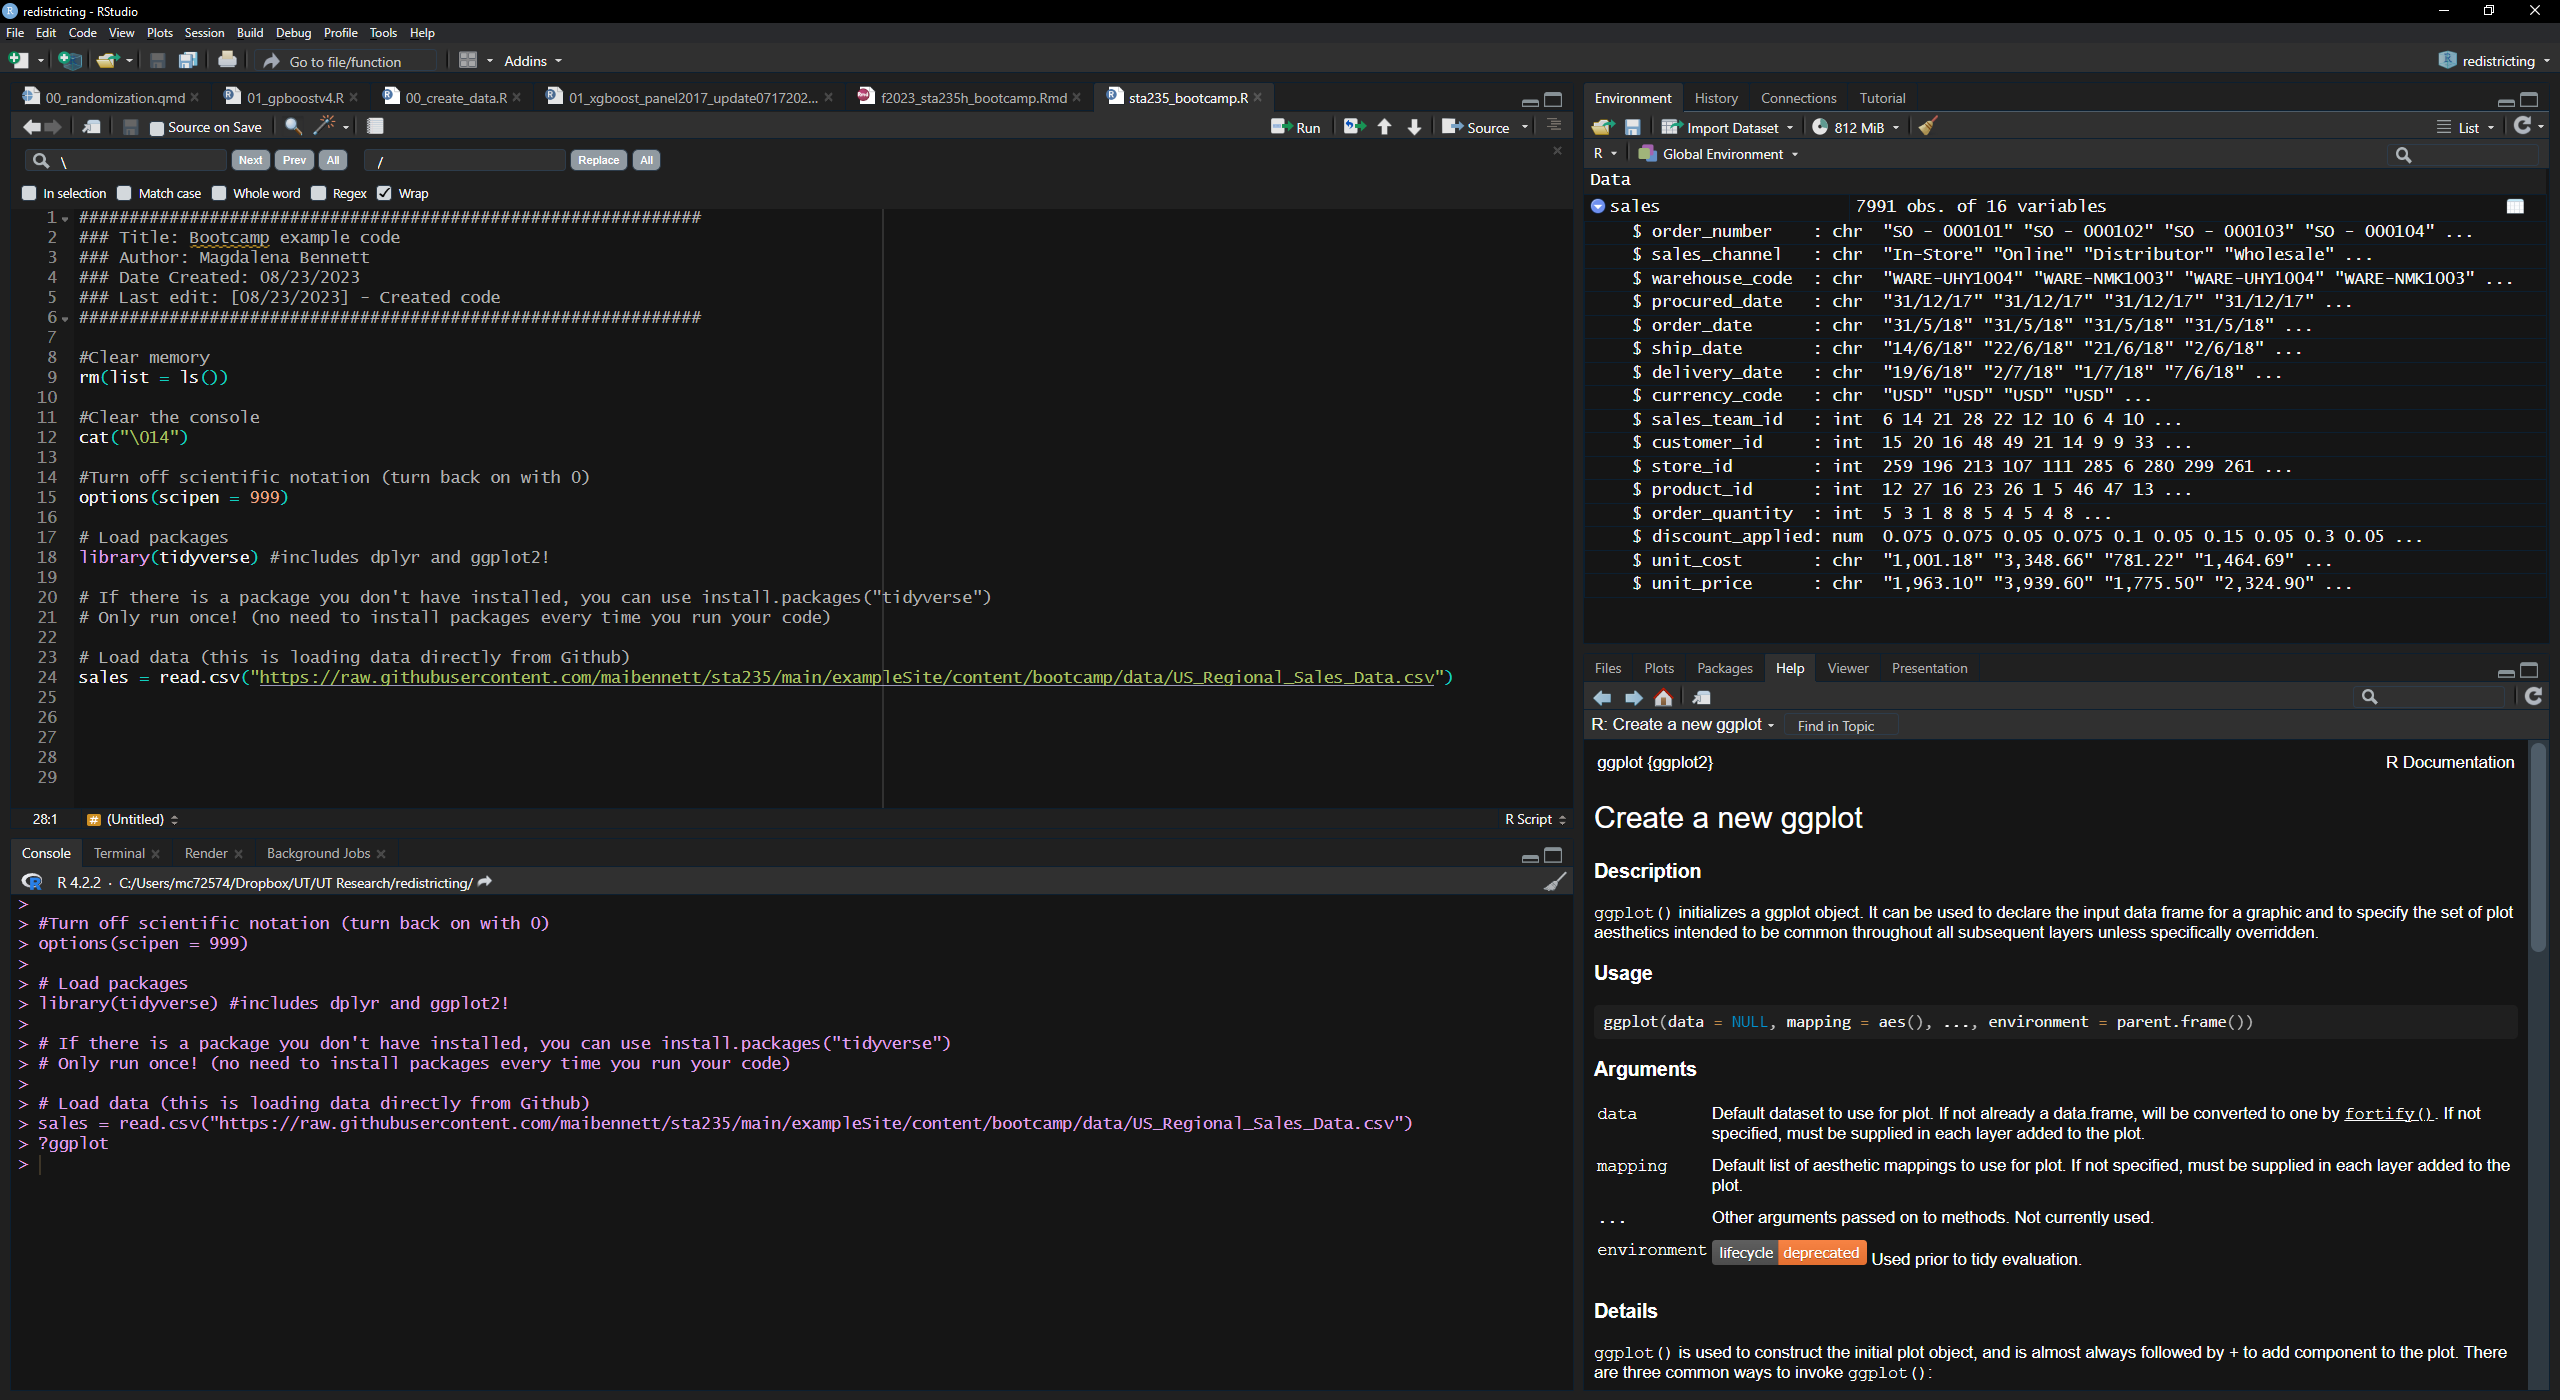 redistricting - RStudio
File Edit Code View Plots Session Build Debug Profile Tools Help
Go to file/function Addins redistricting
00_randomization.qmd 01_gpboostv4.R 00_create_data.R 01_xgboost_panel2017_update0717202... f2023_sta235h_bootcamp.Rmd sta235_bootcamp.R
Source on Save Run Source
\ Next Prev All / Replace All
In selection Match case Whole word Regex Wrap
1 ##############################################################
2 ### Title: Bootcamp example code
3 ### Author: Magdalena Bennett
4 ### Date Created: 08/23/2023
5 ### Last edit: [08/23/2023] - Created code
6 ##############################################################
7
8 #Clear memory
9 rm(list = ls())
10
11 #Clear the console
12 cat("\014")
13
14 #Turn off scientific notation (turn back on with 0)
15 options(scipen = 999)
16
17 # Load packages
18 library(tidyverse) #includes dplyr and ggplot2!
19
20 # If there is a package you don't have installed, you can use install.packages("tidyverse")
21 # Only run once! (no need to install packages every time you run your code)
22
23 # Load data (this is loading data directly from Github)
24 sales = read.csv("https://raw.githubusercontent.com/maibennett/sta235/main/exampleSite/content/bootcamp/data/US_Regional_Sales_Data.csv")
25
26
27
28
29
28:1 # (Untitled) R Script
Console Terminal Render Background Jobs
R 4.2.2 · C:/Users/mc72574/Dropbox/UT/UT Research/redistricting/
>
> #Turn off scientific notation (turn back on with 0)
> options(scipen = 999)
>
> # Load packages
> library(tidyverse) #includes dplyr and ggplot2!
>
> # If there is a package you don't have installed, you can use install.packages("tidyverse")
> # Only run once! (no need to install packages every time you run your code)
>
> # Load data (this is loading data directly from Github)
> sales = read.csv("https://raw.githubusercontent.com/maibennett/sta235/main/exampleSite/content/bootcamp/data/US_Regional_Sales_Data.csv")
> ?ggplot
>
Environment History Connections Tutorial
Import Dataset 812 MiB List
R Global Environment
Data
sales 7991 obs. of 16 variables
$ order_number : chr "SO - 000101" "SO - 000102" "SO - 000103" "SO - 000104" ...
$ sales_channel : chr "In-Store" "Online" "Distributor" "Wholesale" ...
$ warehouse_code : chr "WARE-UHY1004" "WARE-NMK1003" "WARE-UHY1004" "WARE-NMK1003" ...
$ procured_date : chr "31/12/17" "31/12/17" "31/12/17" "31/12/17" ...
$ order_date : chr "31/5/18" "31/5/18" "31/5/18" "31/5/18" ...
$ ship_date : chr "14/6/18" "22/6/18" "21/6/18" "2/6/18" ...
$ delivery_date : chr "19/6/18" "2/7/18" "1/7/18" "7/6/18" ...
$ currency_code : chr "USD" "USD" "USD" "USD" ...
$ sales_team_id : int 6 14 21 28 22 12 10 6 4 10 ...
$ customer_id : int 15 20 16 48 49 21 14 9 9 33 ...
$ store_id : int 259 196 213 107 111 285 6 280 299 261 ...
$ product_id : int 12 27 16 23 26 1 5 46 47 13 ...
$ order_quantity : int 5 3 1 8 8 5 4 5 4 8 ...
$ discount_applied: num 0.075 0.075 0.05 0.075 0.1 0.05 0.15 0.05 0.3 0.05 ...
$ unit_cost : chr "1,001.18" "3,348.66" "781.22" "1,464.69" ...
$ unit_price : chr "1,963.10" "3,939.60" "1,775.50" "2,324.90" ...
Files Plots Packages Help Viewer Presentation
R: Create a new ggplot Find in Topic
ggplot {ggplot2} R Documentation
Create a new ggplot
Description
ggplot() initializes a ggplot object. It can be used to declare the input data frame for a graphic and to specify the set of plot
aesthetics intended to be common throughout all subsequent layers unless specifically overridden.
Usage
ggplot(data = NULL, mapping = aes(), ..., environment = parent.frame())
Arguments
data Default dataset to use for plot. If not already a data.frame, will be converted to one by fortify(). If not
specified, must be supplied in each layer added to the plot.
mapping Default list of aesthetic mappings to use for plot. If not specified, must be supplied in each layer added to the
plot.
... Other arguments passed on to methods. Not currently used.
environment lifecycle deprecated Used prior to tidy evaluation.
Details
ggplot() is used to construct the initial plot object, and is almost always followed by + to add component to the plot. There
are three common ways to invoke ggplot():